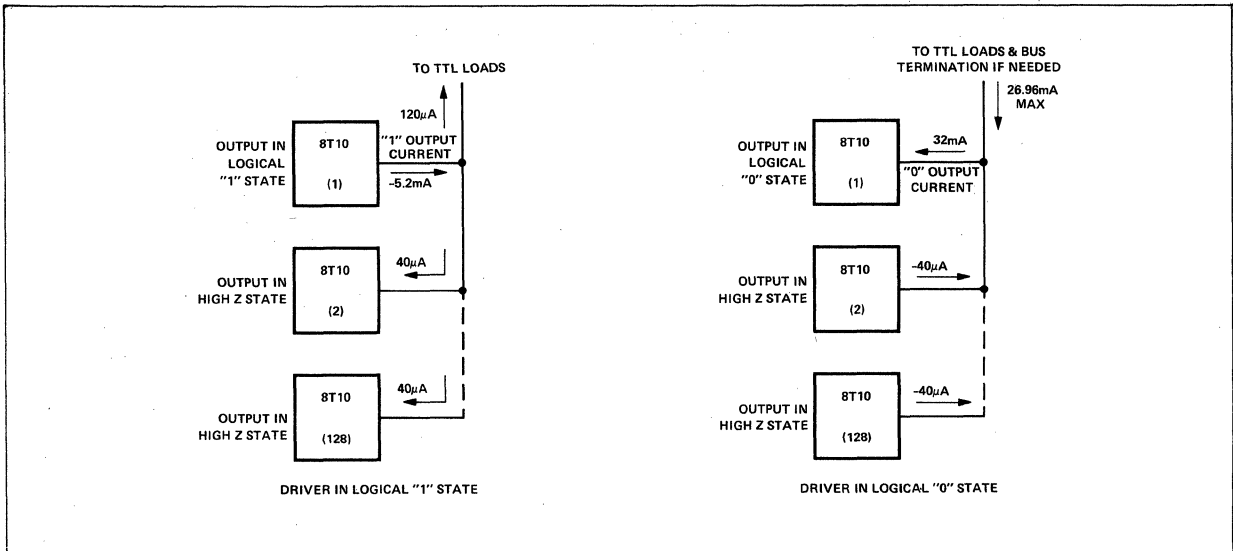 TO TTL LOADS
120μA
OUTPUT IN
LOGICAL
"1" STATE
8T10
(1)
"1" OUTPUT
CURRENT
-5.2mA
OUTPUT IN
HIGH Z STATE
8T10
(2)
40μA
OUTPUT IN
HIGH Z STATE
8T10
(128)
40μA
DRIVER IN LOGICAL "1" STATE
TO TTL LOADS & BUS
TERMINATION IF NEEDED
26.96mA
MAX
OUTPUT IN
LOGICAL
"0" STATE
8T10
(1)
32mA
"0" OUTPUT
CURRENT
OUTPUT IN
HIGH Z STATE
8T10
(2)
-40μA
OUTPUT IN
HIGH Z STATE
8T10
(128)
-40μA
DRIVER IN LOGICAL "0" STATE